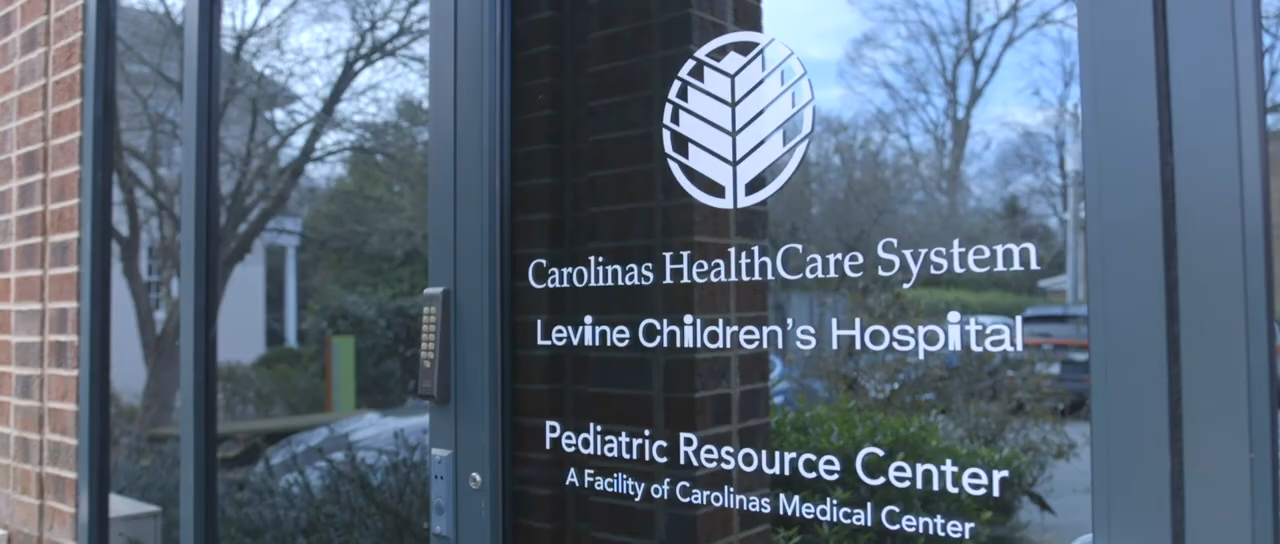 Carolinas HealthCare System
Levine Children's Hospital
Pediatric Resource Center
A Facility of Carolinas Medical Center